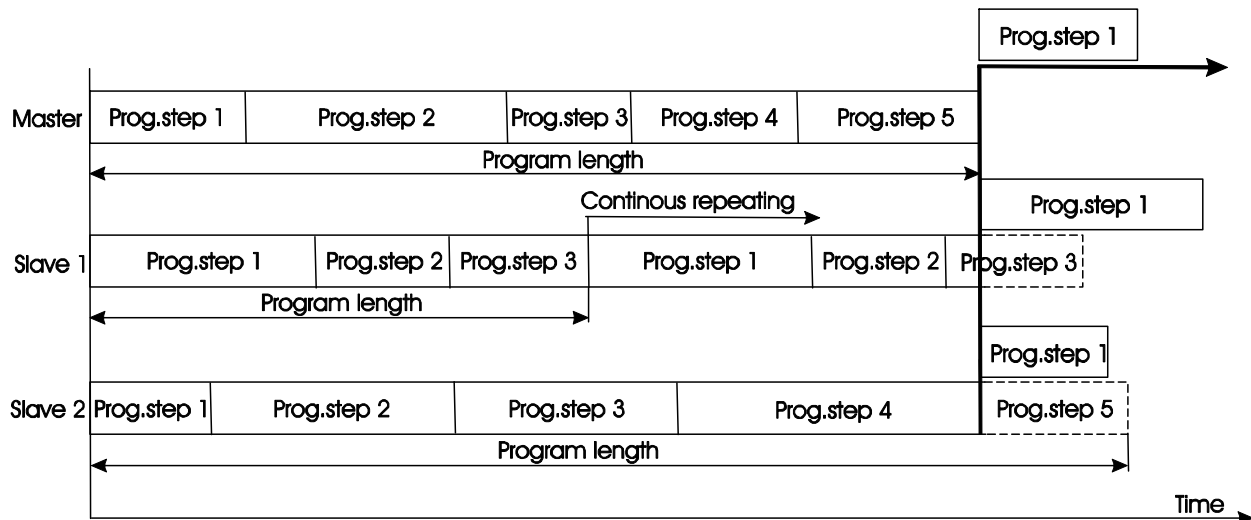 Prog.step 1
Master Prog.step 1 Prog.step 2 Prog.step 3 Prog.step 4 Prog.step 5
Program length
Continous repeating
Prog.step 1
Slave 1 Prog.step 1 Prog.step 2 Prog.step 3 Prog.step 1 Prog.step 2 Prog.step 3
Program length
Prog.step 1
Slave 2 Prog.step 1 Prog.step 2 Prog.step 3 Prog.step 4 Prog.step 5
Program length
Time